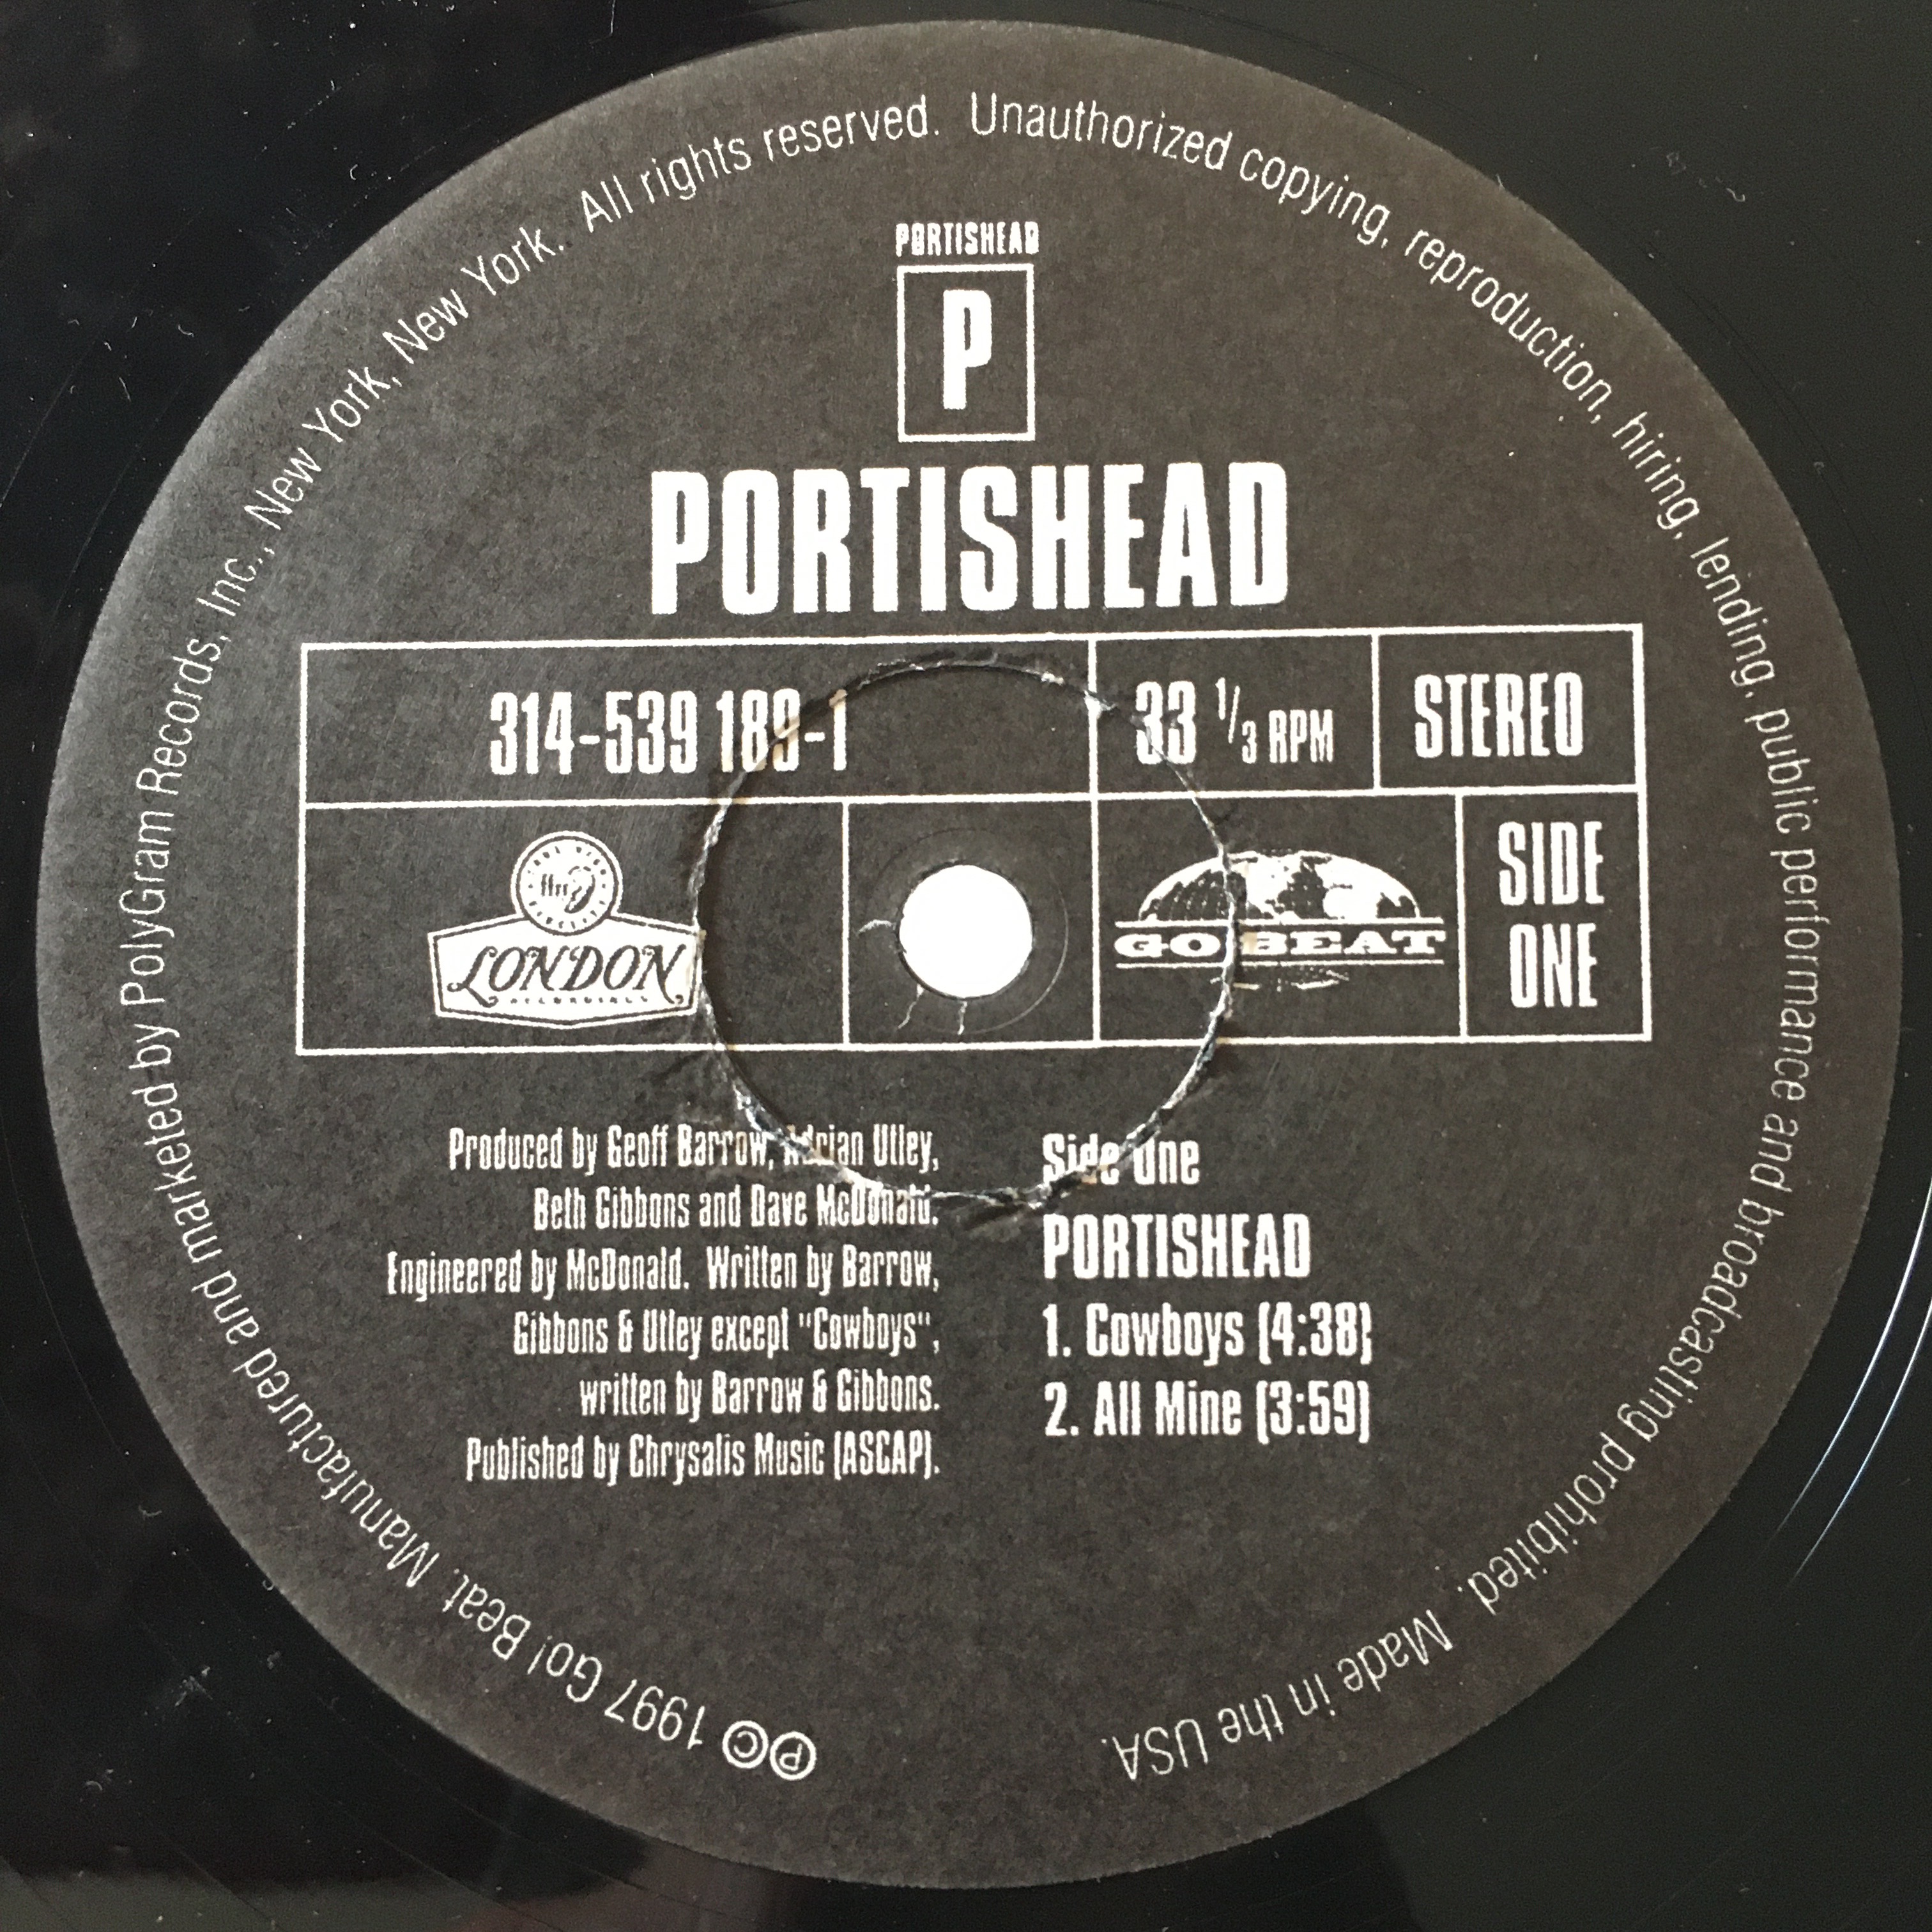 PORTISHEAD
P
PORTISHEAD
314-539 189-1
33 1/3 RPM
STEREO
ffrr
LONDON
RECORDINGS
GO BEAT
SIDE
ONE
Produced by Geoff Barrow, Adrian Utley,
Beth Gibbons and Dave McDonald.
Engineered by McDonald. Written by Barrow,
Gibbons & Utley except "Cowboys",
written by Barrow & Gibbons.
Published by Chrysalis Music (ASCAP).
Side one
PORTISHEAD
1. Cowboys (4:38)
2. All Mine (3:59)
℗© 1997 Go! Beat. Manufactured and marketed by PolyGram Records, Inc., New York, New York. All rights reserved. Unauthorized copying, reproduction, hiring, lending, public performance and broadcasting prohibited. Made in the USA.